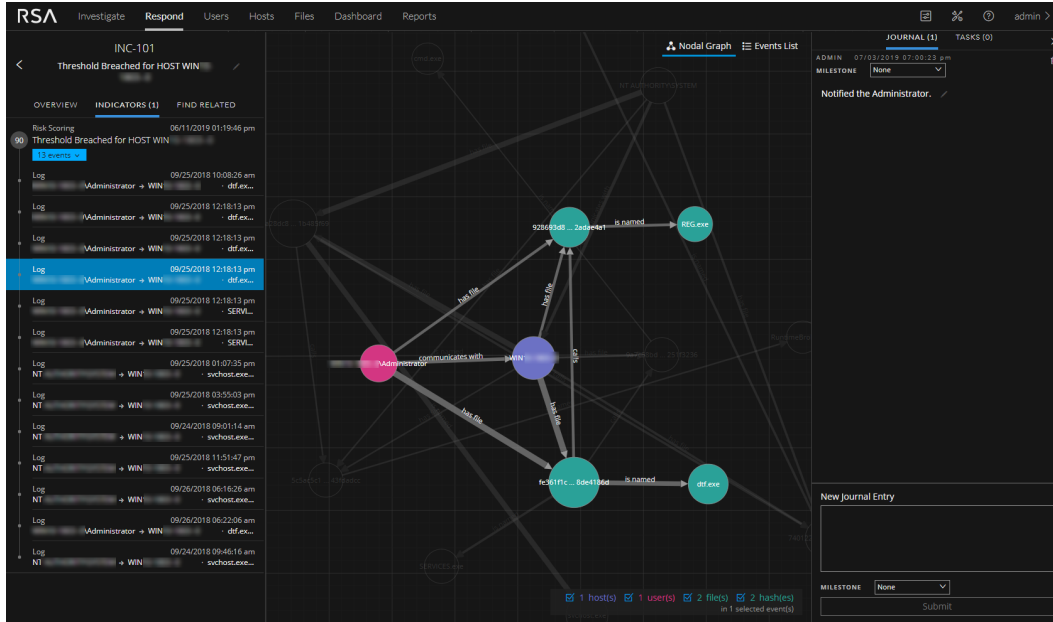 RSA Investigate Respond Users Hosts Files Dashboard Reports admin >
INC-101
Threshold Breached for HOST WIN
OVERVIEW INDICATORS (1) FIND RELATED
Risk Scoring 06/11/2019 01:19:46 pm
90 Threshold Breached for HOST WIN
13 events
Log 09/25/2018 10:08:26 am
\Administrator → WIN · dtf.ex...
Log 09/25/2018 12:18:13 pm
\Administrator → WIN · dtf.ex...
Log 09/25/2018 12:18:13 pm
\Administrator → WIN · dtf.ex...
Log 09/25/2018 12:18:13 pm
\Administrator → WIN · dtf.ex...
Log 09/25/2018 12:18:13 pm
\Administrator → WIN · SERVI...
Log 09/25/2018 12:18:13 pm
\Administrator → WIN · SERVI...
Log 09/25/2018 01:07:35 pm
NT → WIN · svchost.exe...
Log 09/25/2018 03:55:03 pm
NT → WIN · svchost.exe...
Log 09/24/2018 09:01:14 am
NT → WIN · svchost.exe...
Log 09/25/2018 11:51:47 pm
NT → WIN · svchost.exe...
Log 09/26/2018 06:16:26 am
NT → WIN · svchost.exe...
Log 09/26/2018 06:22:06 am
\Administrator → WIN · dtf.ex...
Log 09/24/2018 09:46:16 am
NT → WIN · svchost.exe...
Nodal Graph Events List
cmd.exe
NT AUTHORITY\SYSTEM
928693d8 ... 2adae4a1
is named
REG.exe
has file
has file
\Administrator
communicates with
WIN
calls
has file
has file
fe361f1c ... 8de4186d
is named
dtf.exe
SERVICES.exe
1 host(s) 1 user(s) 2 file(s) 2 hash(es)
in 1 selected event(s)
JOURNAL (1) TASKS (0)
ADMIN 07/03/2019 07:00:23 pm
MILESTONE None
Notified the Administrator.
New Journal Entry
MILESTONE None
Submit